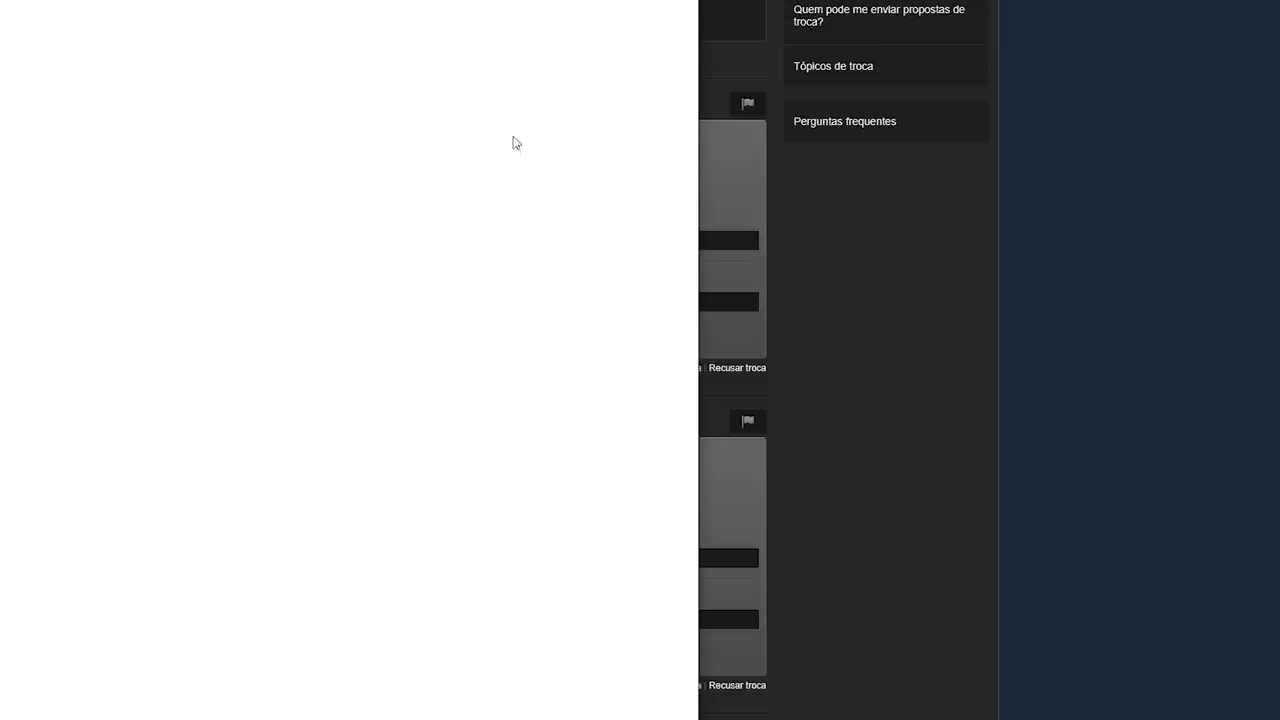 Quem pode me enviar propostas de
troca?
Tópicos de troca
Perguntas frequentes
| Recusar troca
| Recusar troca